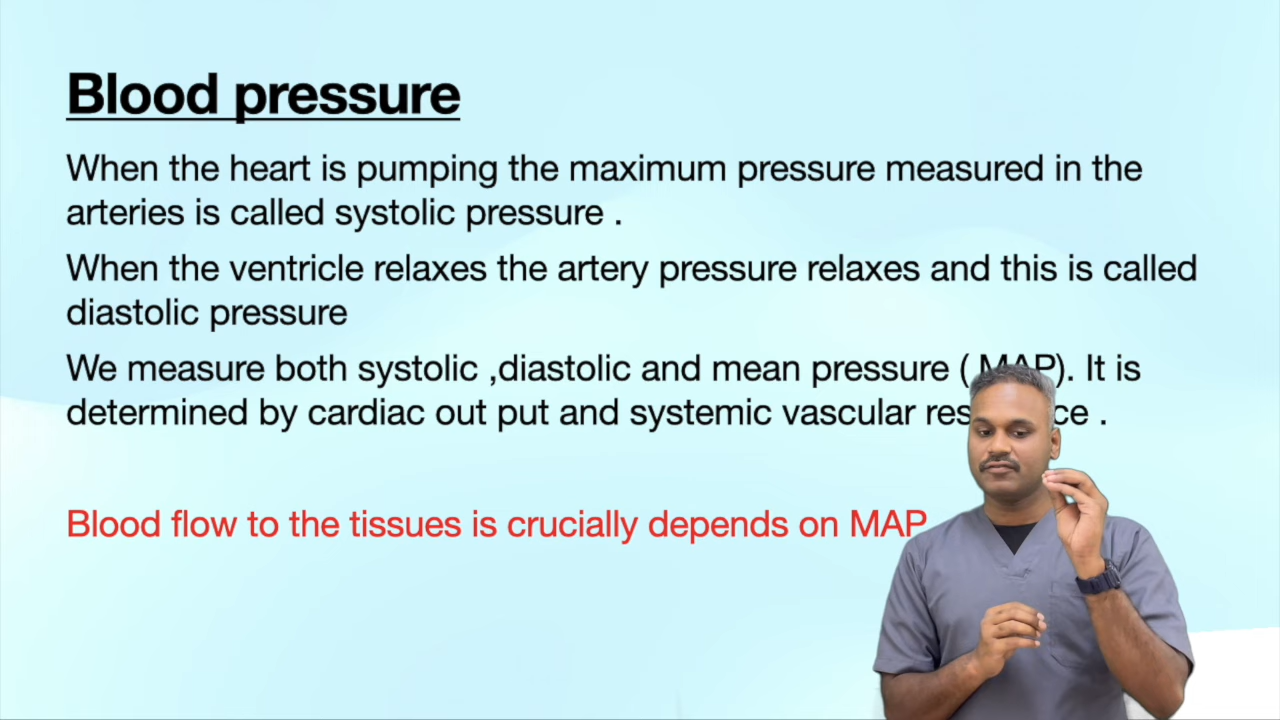 Blood pressure
When the heart is pumping the maximum pressure measured in the
arteries is called systolic pressure .
When the ventricle relaxes the artery pressure relaxes and this is called
diastolic pressure
We measure both systolic ,diastolic and mean pressure ( MAP). It is
determined by cardiac out put and systemic vascular .
Blood flow to the tissues is crucially depends on MAP